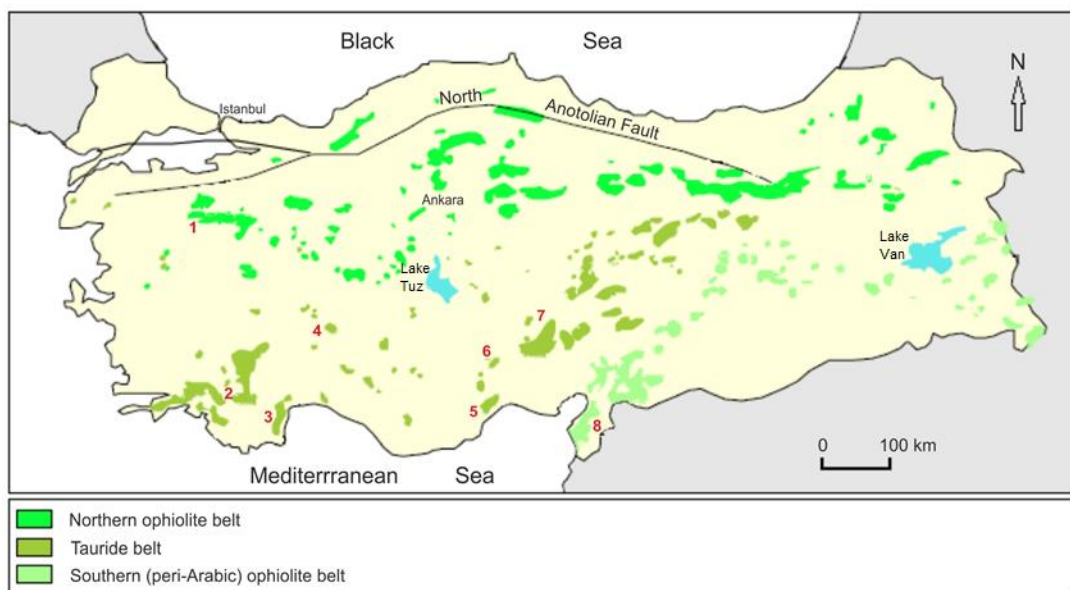 Black Sea
N
Istanbul
North
Anotolian Fault
Ankara
1
Lake
Van
Lake
Tuz
7
4
6
2
3
5
8
0 100 km
Mediterrranean Sea
Northern ophiolite belt
Tauride belt
Southern (peri-Arabic) ophiolite belt